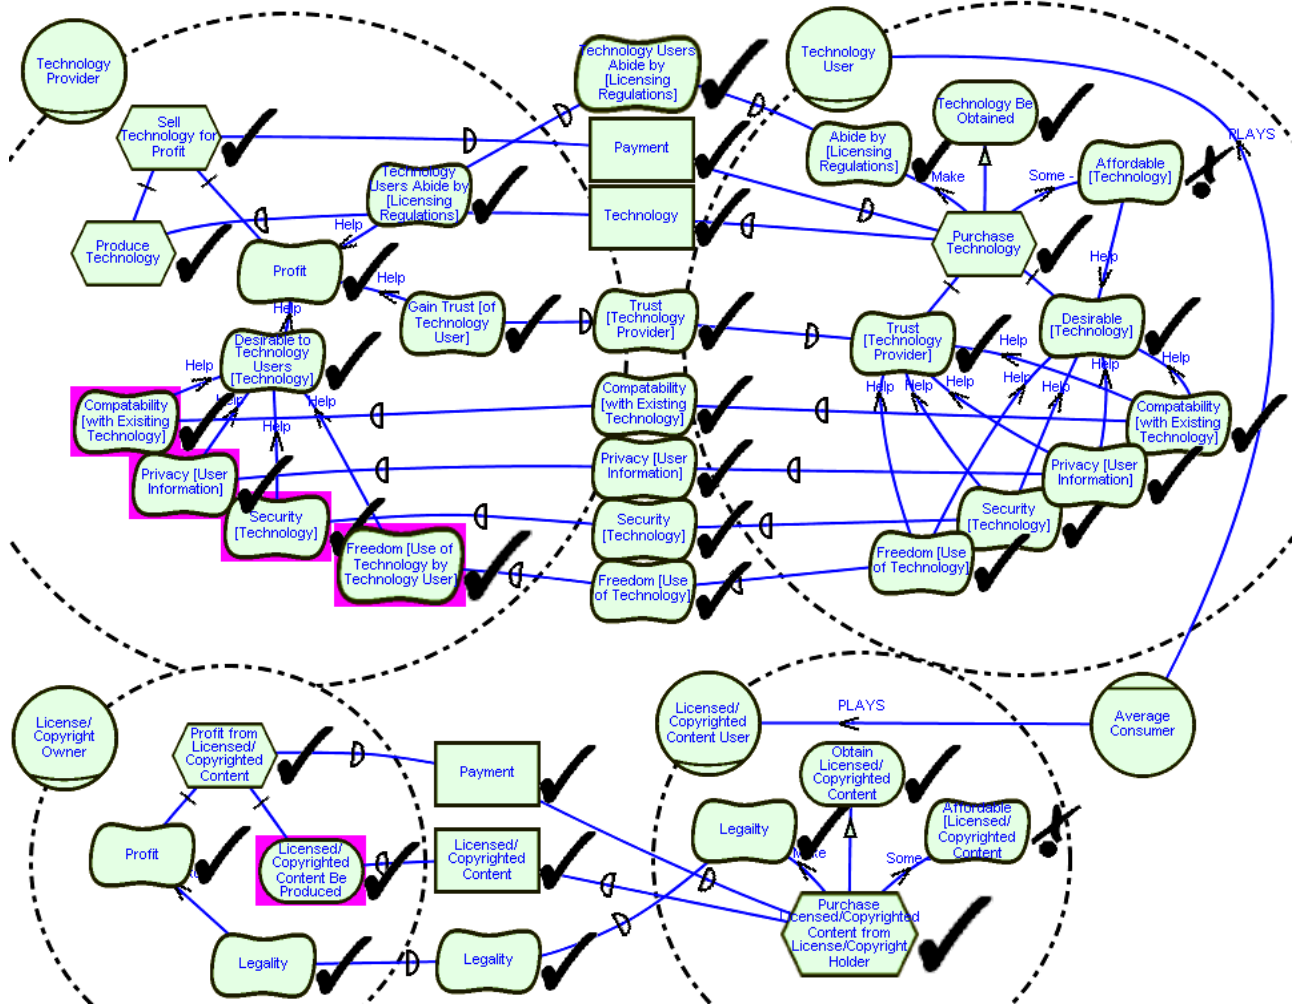 Technology
Provider
Sell
Technology for
Profit
Produce
Technology
Technology
Users Abide by
[Licensing
Regulations]
Help
Profit
Help
Gain Trust [of
Technology
User]
Help
Desirable to
Technology
Users
[Technology]
Help
Help
Help
Help
Compatability
[with Exisiting
Technology]
Privacy [User
Information]
Security
[Technology]
Freedom [Use of
Technology by
Technology User]
Technology Users
Abide by
[Licensing
Regulations]
Payment
Technology
Trust
[Technology
Provider]
Compatability
[with Existing
Technology]
Privacy [User
Information]
Security
[Technology]
Freedom [Use
of Technology]
Technology
User
Technology Be
Obtained
Abide by
[Licensing
Regulations]
Make
Some -
Affordable
[Technology]
PLAYS
Purchase
Technology
Help
Trust
[Technology
Provider]
Desirable
[Technology]
Help
Help
Help
Help
Help
Help
Help
Help
Compatability
[with Existing
Technology]
Privacy [User
Information]
Security
[Technology]
Freedom [Use
of Technology]
License/
Copyright
Owner
Profit from
Licensed/
Copyrighted
Content
Profit
Licensed/
Copyrighted
Content Be
Produced
Legality
Payment
Licensed/
Copyrighted
Content
Legality
Licensed/
Copyrighted
Content User
PLAYS
Average
Consumer
Obtain
Licensed/
Copyrighted
Content
Legailty
Affordable
[Licensed/
Copyrighted
Content
Make
Some
Purchase
Licensed/Copyrighted
Content from
License/Copyright
Holder